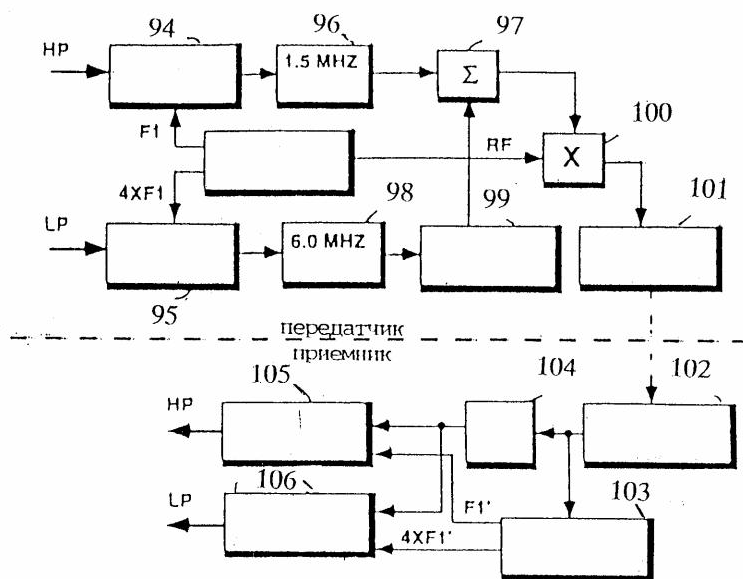 94
96
97
HP
1.5 MHZ
Σ
100
F1
RF
X
4XF1
98
99
101
LP
6.0 MHZ
95
передатчик
приемник
105
104
102
HP
106
103
LP
F1'
4XF1'